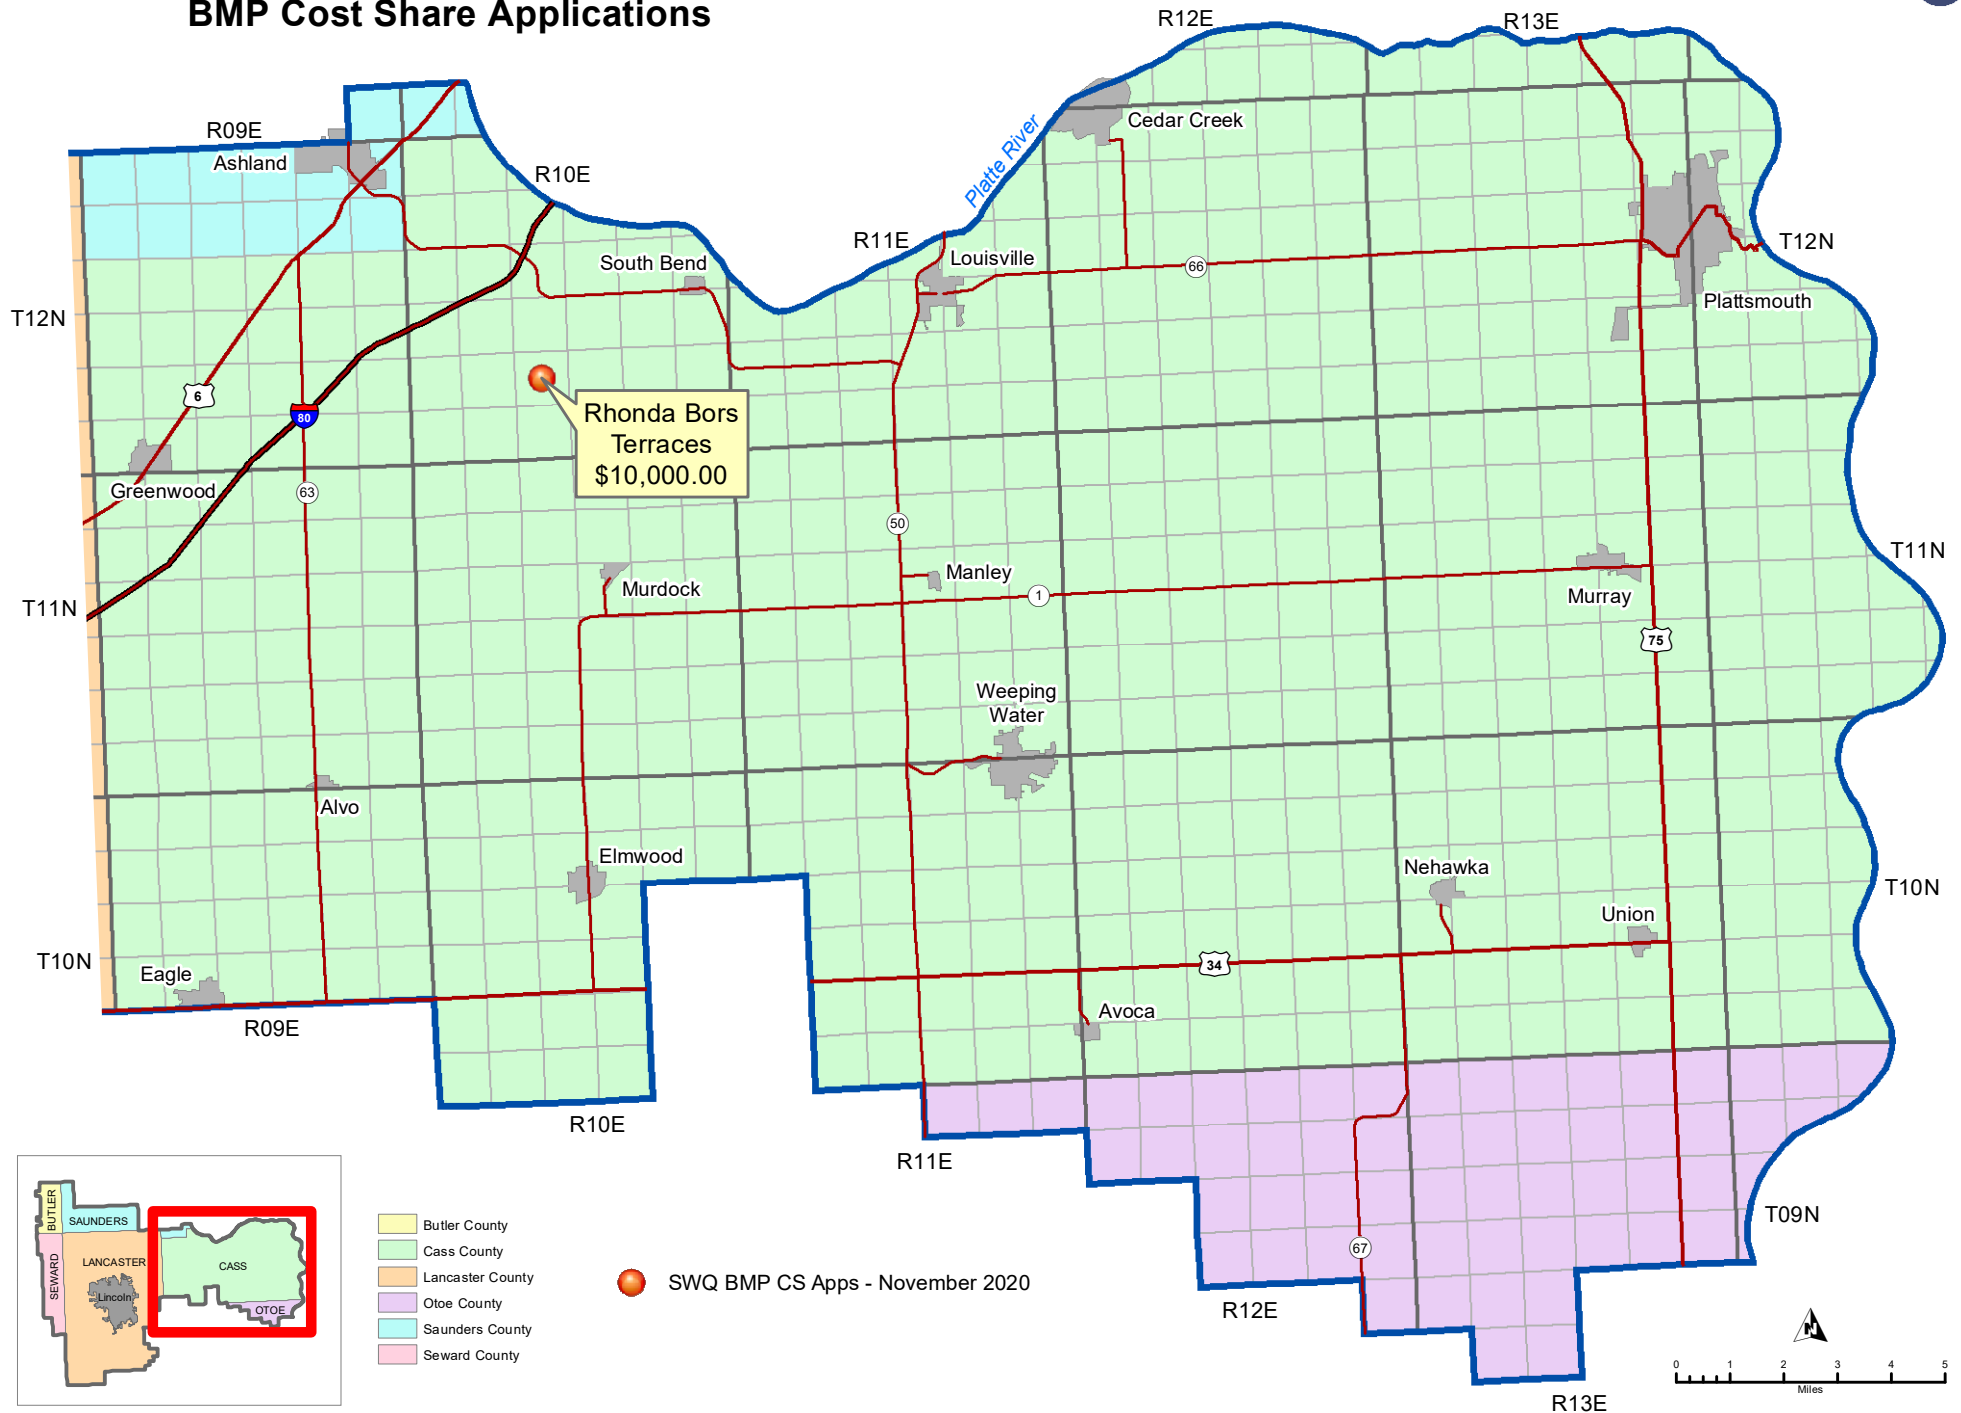 BMP Cost Share Applications
R12E
R13E
R09E
Ashland
R10E
Platte River
Cedar Creek
R11E
Louisville
South Bend
66
T12N
Plattsmouth
T12N
6
80
Rhonda Bors
Terraces
$10,000.00
Greenwood
63
50
T11N
Manley
Murdock
1
Murray
T11N
75
Weeping
Water
Alvo
Elmwood
Nehawka
T10N
Union
T10N
Eagle
34
Avoca
R09E
R10E
R11E
T09N
67
R12E
R13E
BUTLER
SAUNDERS
SEWARD
LANCASTER
Lincoln
CASS
OTOE
Butler County
Cass County
Lancaster County
Otoe County
Saunders County
Seward County
SWQ BMP CS Apps - November 2020
N
0 1 2 3 4 5
Miles